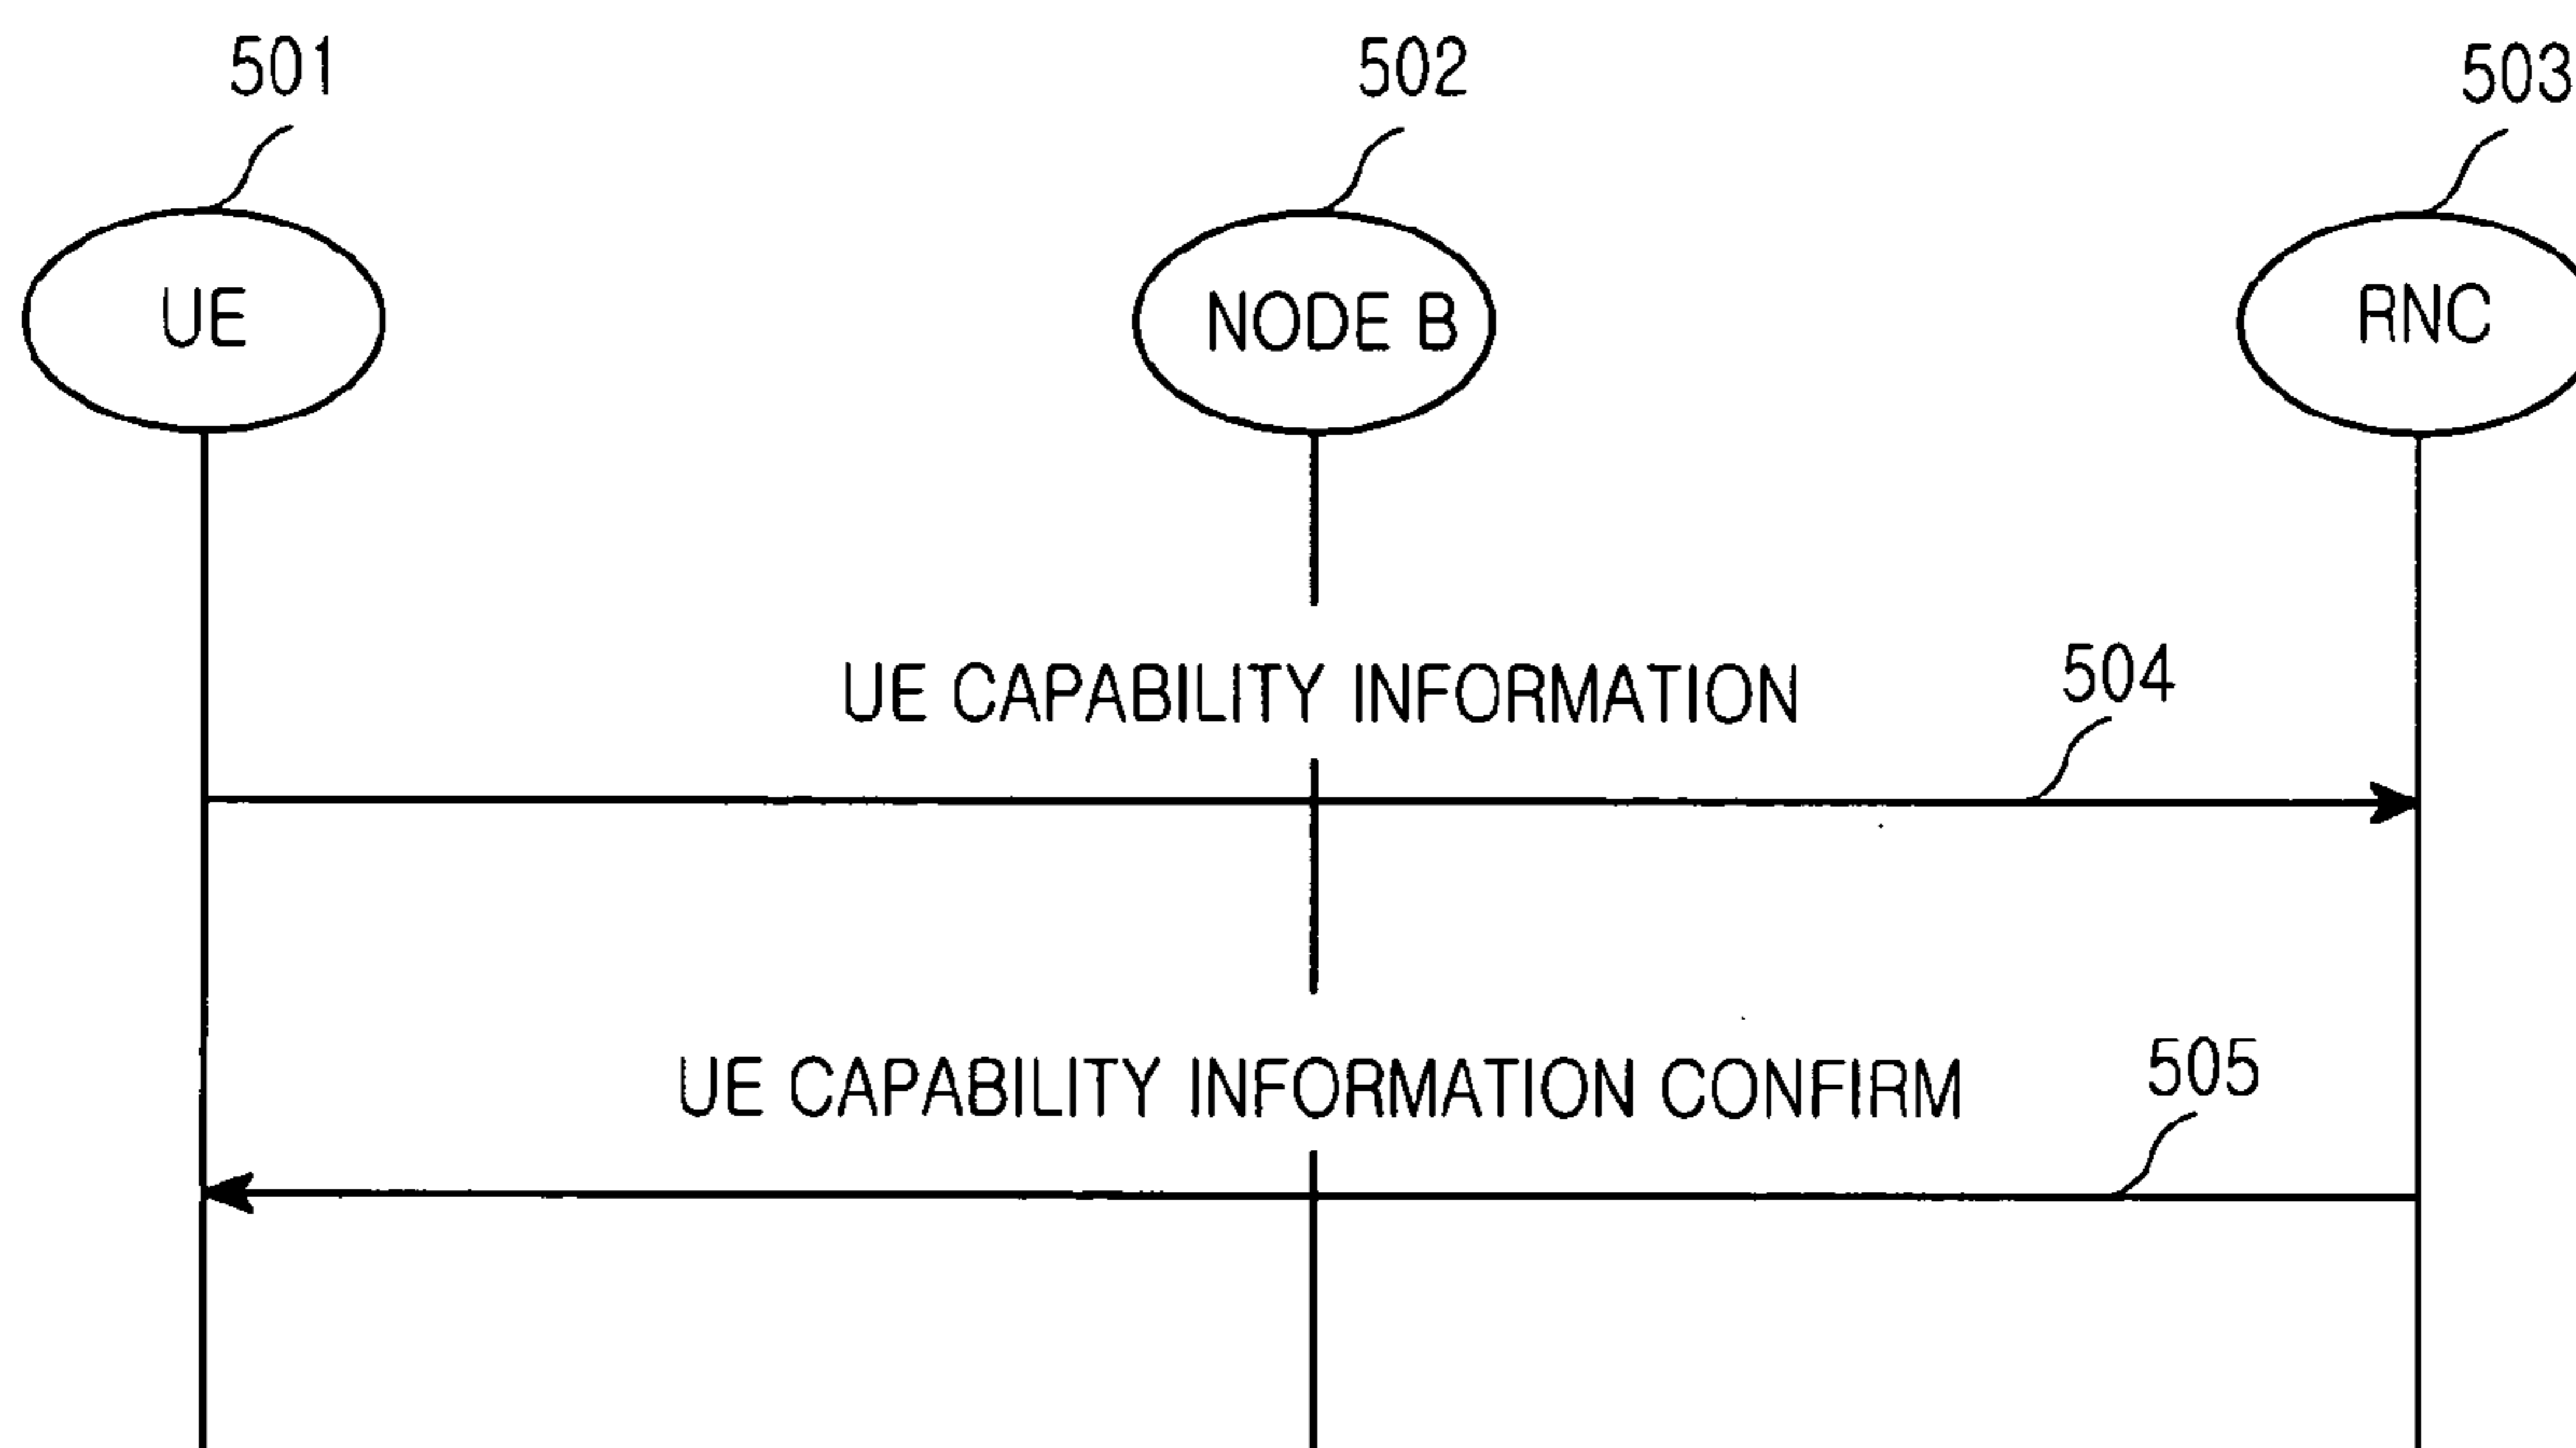 501
502
503
UE
NODE B
RNC
UE CAPABILITY INFORMATION
504
UE CAPABILITY INFORMATION CONFIRM
505